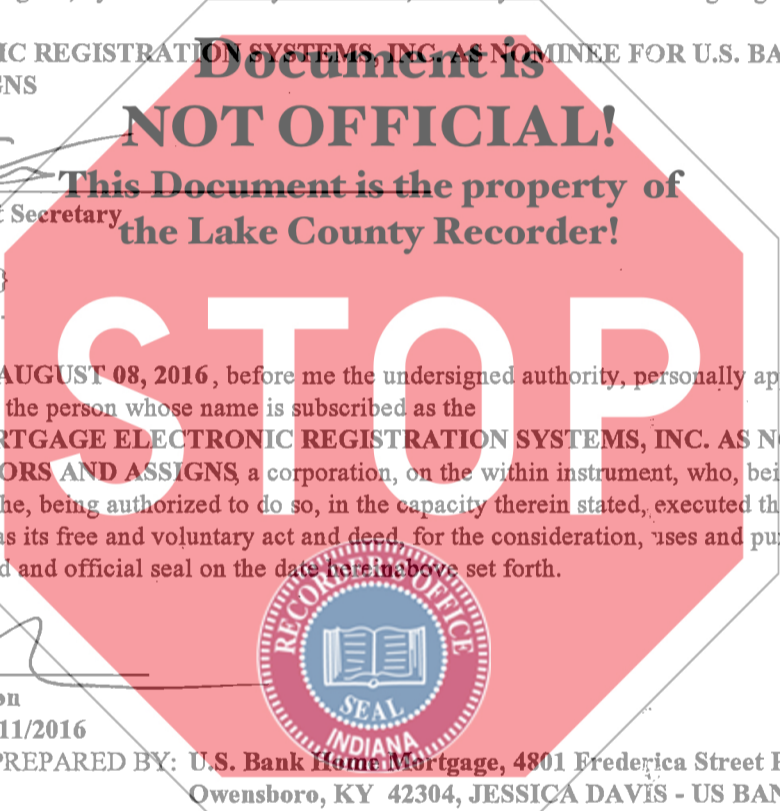 IC REGISTRATION SYSTEMS, INC. AS NOMINEE FOR U.S. BA
Document is
GNS
NOT OFFICIAL!
This Document is the property of
t Secretary
the Lake County Recorder!
}
STOP
AUGUST 08, 2016, before me the undersigned authority, personally ap
the person whose name is subscribed as the
RTGAGE ELECTRONIC REGISTRATION SYSTEMS, INC. AS N
ORS AND ASSIGNS, a corporation, on the within instrument, who, bei
he, being authorized to do so, in the capacity therein stated, executed th
as its free and voluntary act and deed, for the consideration, uses and pu
d and official seal on the date hereinabove set forth.
RECORDER'S OFFICE
SEAL
INDIANA
on
11/2016
PREPARED BY: U.S. Bank Home Mortgage, 4801 Frederica Street
Owensboro, KY 42304, JESSICA DAVIS - US BAN